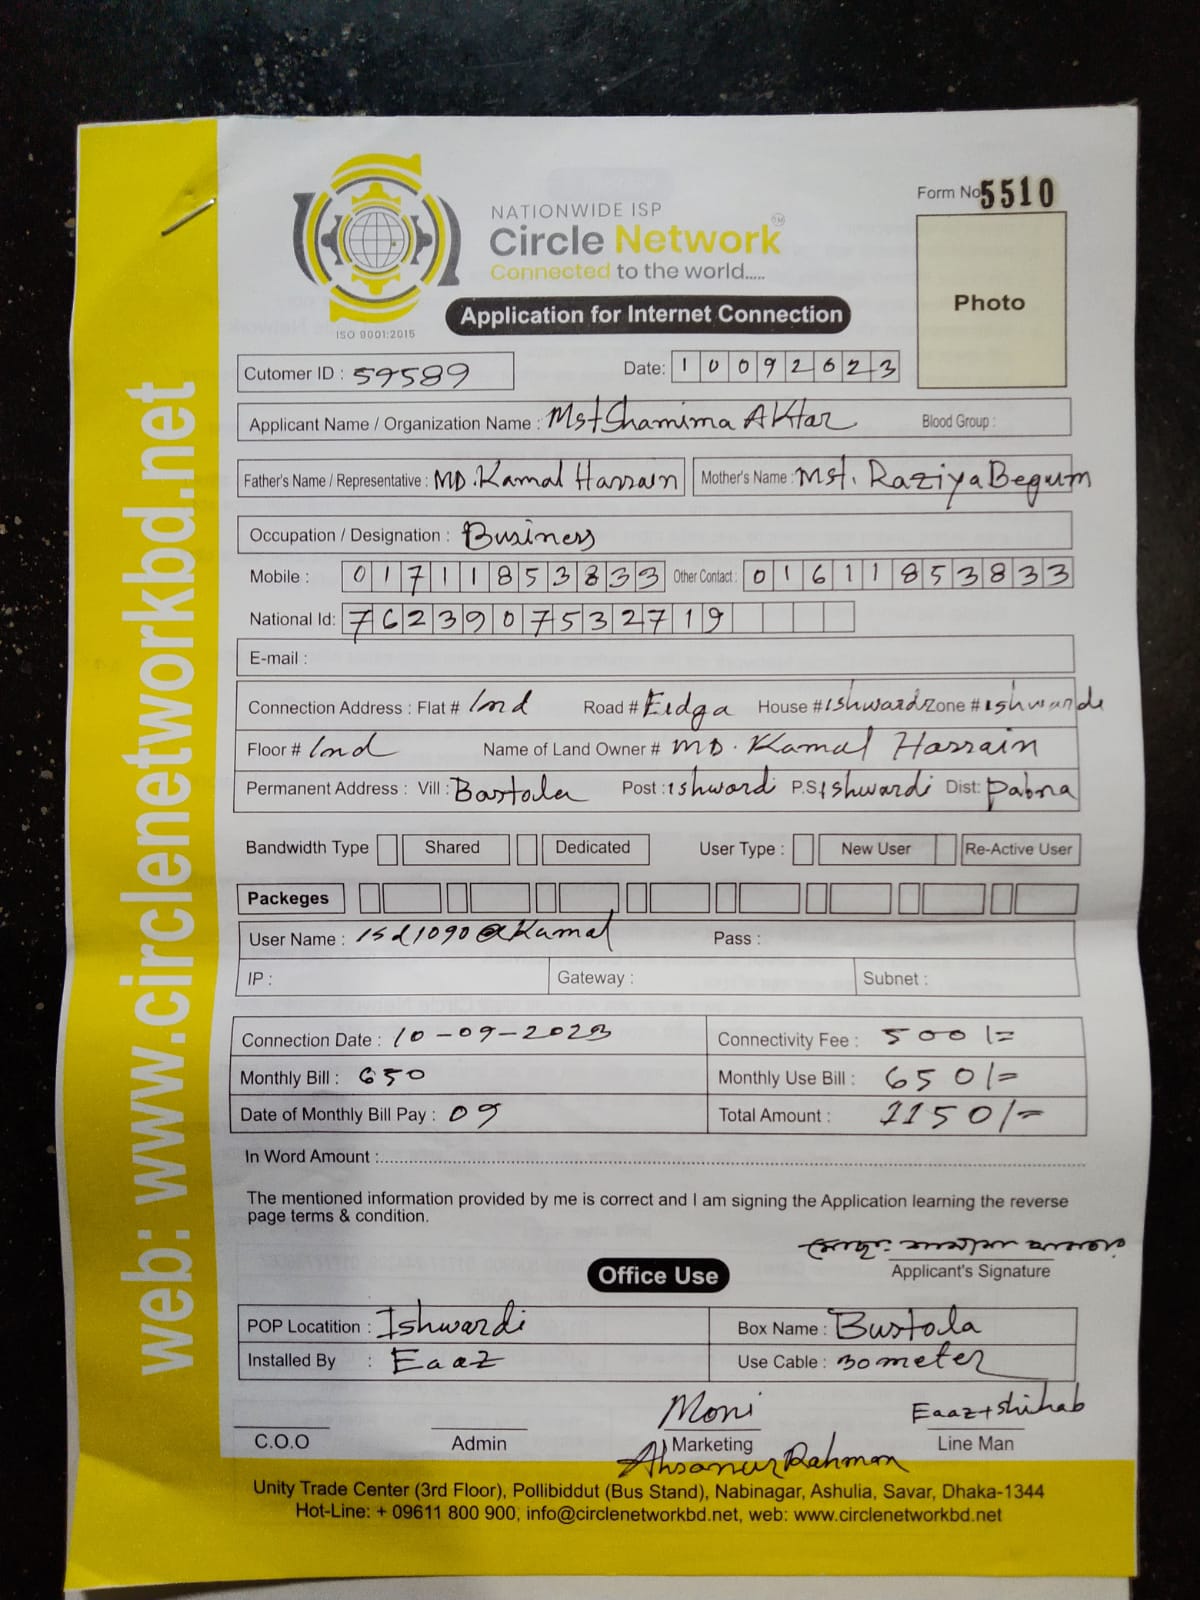 web: www.circlenetworkbd.net
NATIONWIDE ISP
Circle Network TM
Connected to the world.....
ISO 9001:2015
Form No 5510
Photo
Application for Internet Connection
Cutomer ID : 59589 Date: 10092023
Applicant Name / Organization Name : Mst Shamima Aktar Blood Group :
Father's Name / Representative : MD. Kamal Hassain Mother's Name : Mst. Raziya Begum
Occupation / Designation : Business
Mobile : 01711853833 Other Contact : 01611853833
National Id: 7623907532719
E-mail :
Connection Address : Flat # Ind Road # Eidga House # ishwardi Zone # ishwardi
Floor # Ind Name of Land Owner # MD. Kamal Hassain
Permanent Address : Vill : Bastola Post : ishwardi P.S: ishwardi Dist: pabna
Bandwidth Type Shared Dedicated User Type : New User Re-Active User
Packeges
User Name : isd1090@Kamal Pass :
IP : Gateway : Subnet :
Connection Date : 10-09-2023 Connectivity Fee : 500/=
Monthly Bill : 650 Monthly Use Bill : 650/=
Date of Monthly Bill Pay : 09 Total Amount : 1150/=
In Word Amount :
The mentioned information provided by me is correct and I am signing the Application learning the reverse
page terms & condition.
Applicant's Signature
Office Use
POP Locatition : Ishwardi Box Name : Bustola
Installed By : Eaaz Use Cable : 30 meter
Moni Eaaz+Shihab
C.O.O Admin Marketing Line Man
Ahsanur Rahman
Unity Trade Center (3rd Floor), Pollibiddut (Bus Stand), Nabinagar, Ashulia, Savar, Dhaka-1344
Hot-Line: + 09611 800 900, info@circlenetworkbd.net, web: www.circlenetworkbd.net